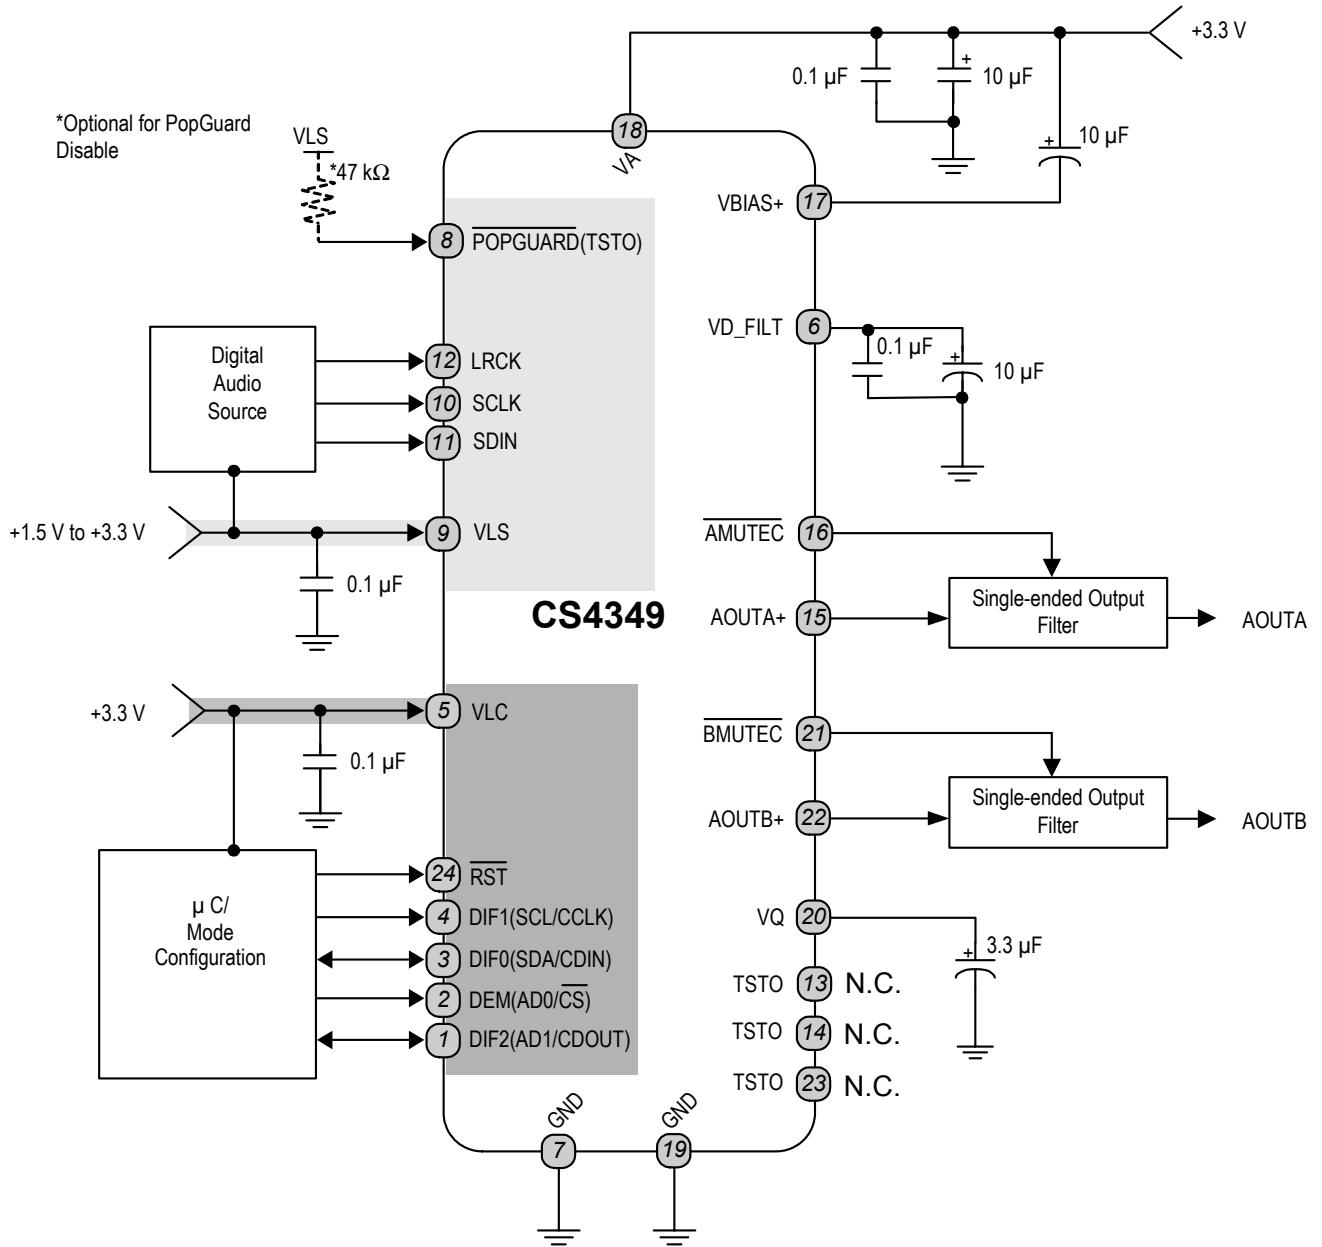 +3.3 V
0.1 µF
+
10 µF
*Optional for PopGuard
Disable
VLS
*47 kΩ
18
VA
+
10 µF
VBIAS+
17
8
POPGUARD(TSTO)
VD_FILT
6
0.1 µF
+
10 µF
Digital
Audio
Source
12
LRCK
10
SCLK
11
SDIN
+1.5 V to +3.3 V
9
VLS
0.1 µF
CS4349
AMUTEC
16
AOUTA+
15
Single-ended Output
Filter
AOUTA
+3.3 V
5
VLC
0.1 µF
BMUTEC
21
AOUTB+
22
Single-ended Output
Filter
AOUTB
µ C/
Mode
Configuration
24
RST
4
DIF1(SCL/CCLK)
3
DIF0(SDA/CDIN)
2
DEM(AD0/CS)
1
DIF2(AD1/CDOUT)
VQ
20
+
3.3 µF
TSTO
13
N.C.
TSTO
14
N.C.
TSTO
23
N.C.
GND
7
GND
19